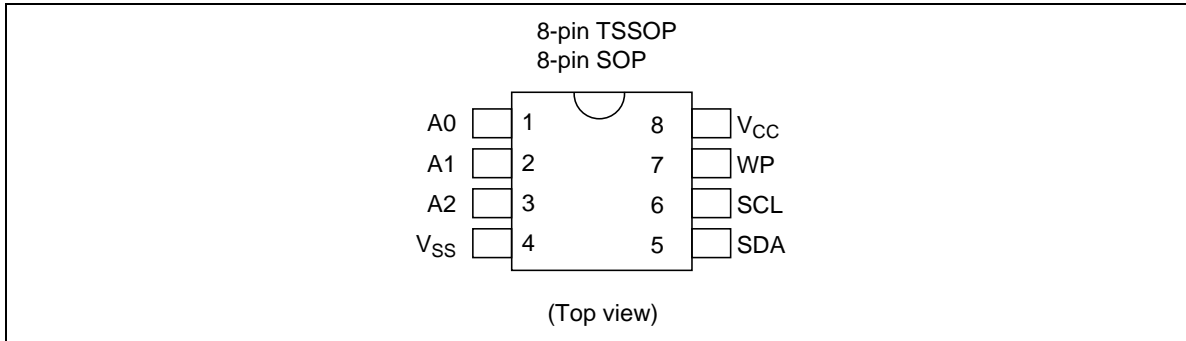 8-pin TSSOP
8-pin SOP
A0 1 8 VCC
A1 2 7 WP
A2 3 6 SCL
VSS 4 5 SDA
(Top view)